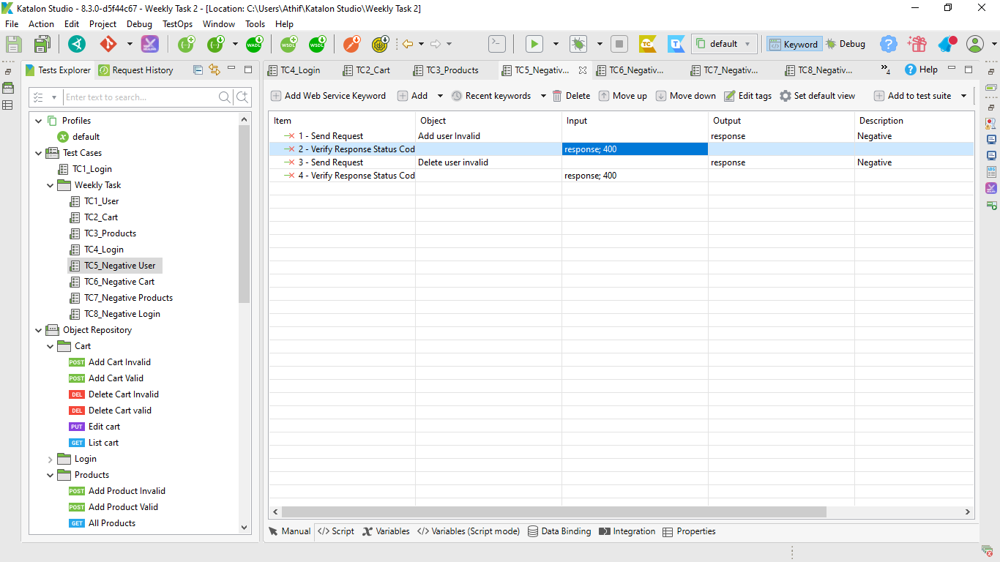 Katalon Studio - 8.3.0-d5f44c67 - Weekly Task 2 - [Location: C:\Users\Athif\Katalon Studio\Weekly Task 2]
File Action Edit Project Debug TestOps Window Tools Help
WADL WSDL WSDL TC T default Keyword Debug
Tests Explorer Request History
TC4_Login TC2_Cart TC3_Products TC5_Negativ... TC6_Negativ... TC7_Negativ... TC8_Negativ... »4 Help
Enter text to search...
Add Web Service Keyword Add Recent keywords Delete Move up Move down Edit tags Set default view Add to test suite
Profiles
default
Test Cases
TC1_Login
Weekly Task
TC1_User
TC2_Cart
TC3_Products
TC4_Login
TC5_Negative User
TC6_Negative Cart
TC7_Negative Products
TC8_Negative Login
Object Repository
Cart
POST Add Cart Invalid
POST Add Cart Valid
DEL Delete Cart Invalid
DEL Delete Cart valid
PUT Edit cart
GET List cart
Login
Products
POST Add Product Invalid
POST Add Product Valid
GET All Products
Item Object Input Output Description
1 - Send Request Add user Invalid response Negative
2 - Verify Response Status Cod response; 400
3 - Send Request Delete user invalid response Negative
4 - Verify Response Status Cod response; 400
Manual Script Variables Variables (Script mode) Data Binding Integration Properties